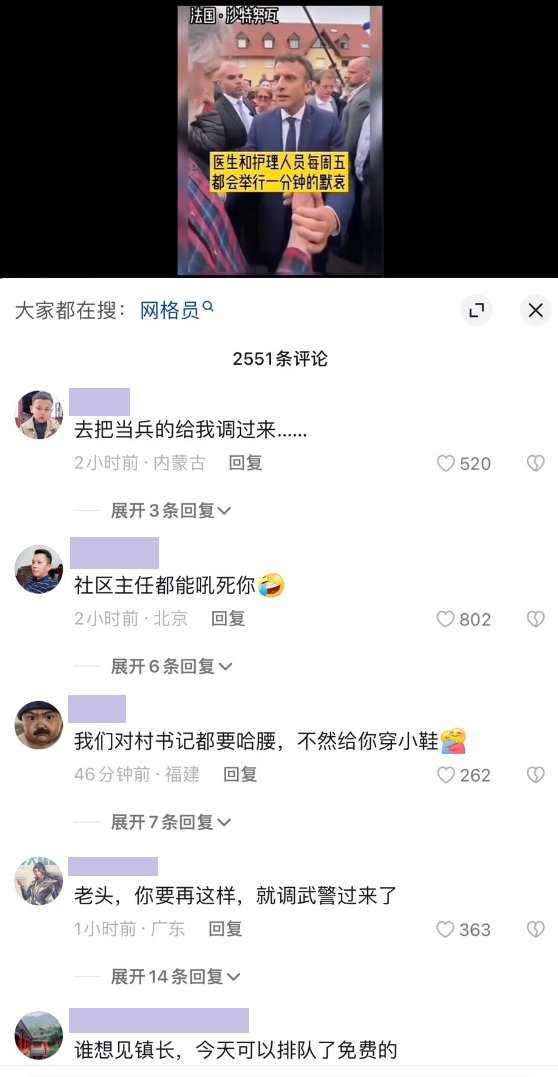 法国·沙特努瓦
医生和护理人员每周五
都会举行一分钟的默哀
大家都在搜：网格员
2551条评论
去把当兵的给我调过来......
2小时前·内蒙古 回复
520
展开3条回复
社区主任都能吼死你🤣
2小时前·北京 回复
802
展开6条回复
我们对村书记都要哈腰，不然给你穿小鞋
46分钟前·福建 回复
262
展开7条回复
老头，你要再这样，就调武警过来了
1小时前·广东 回复
363
展开14条回复
谁想见镇长，今天可以排队了免费的